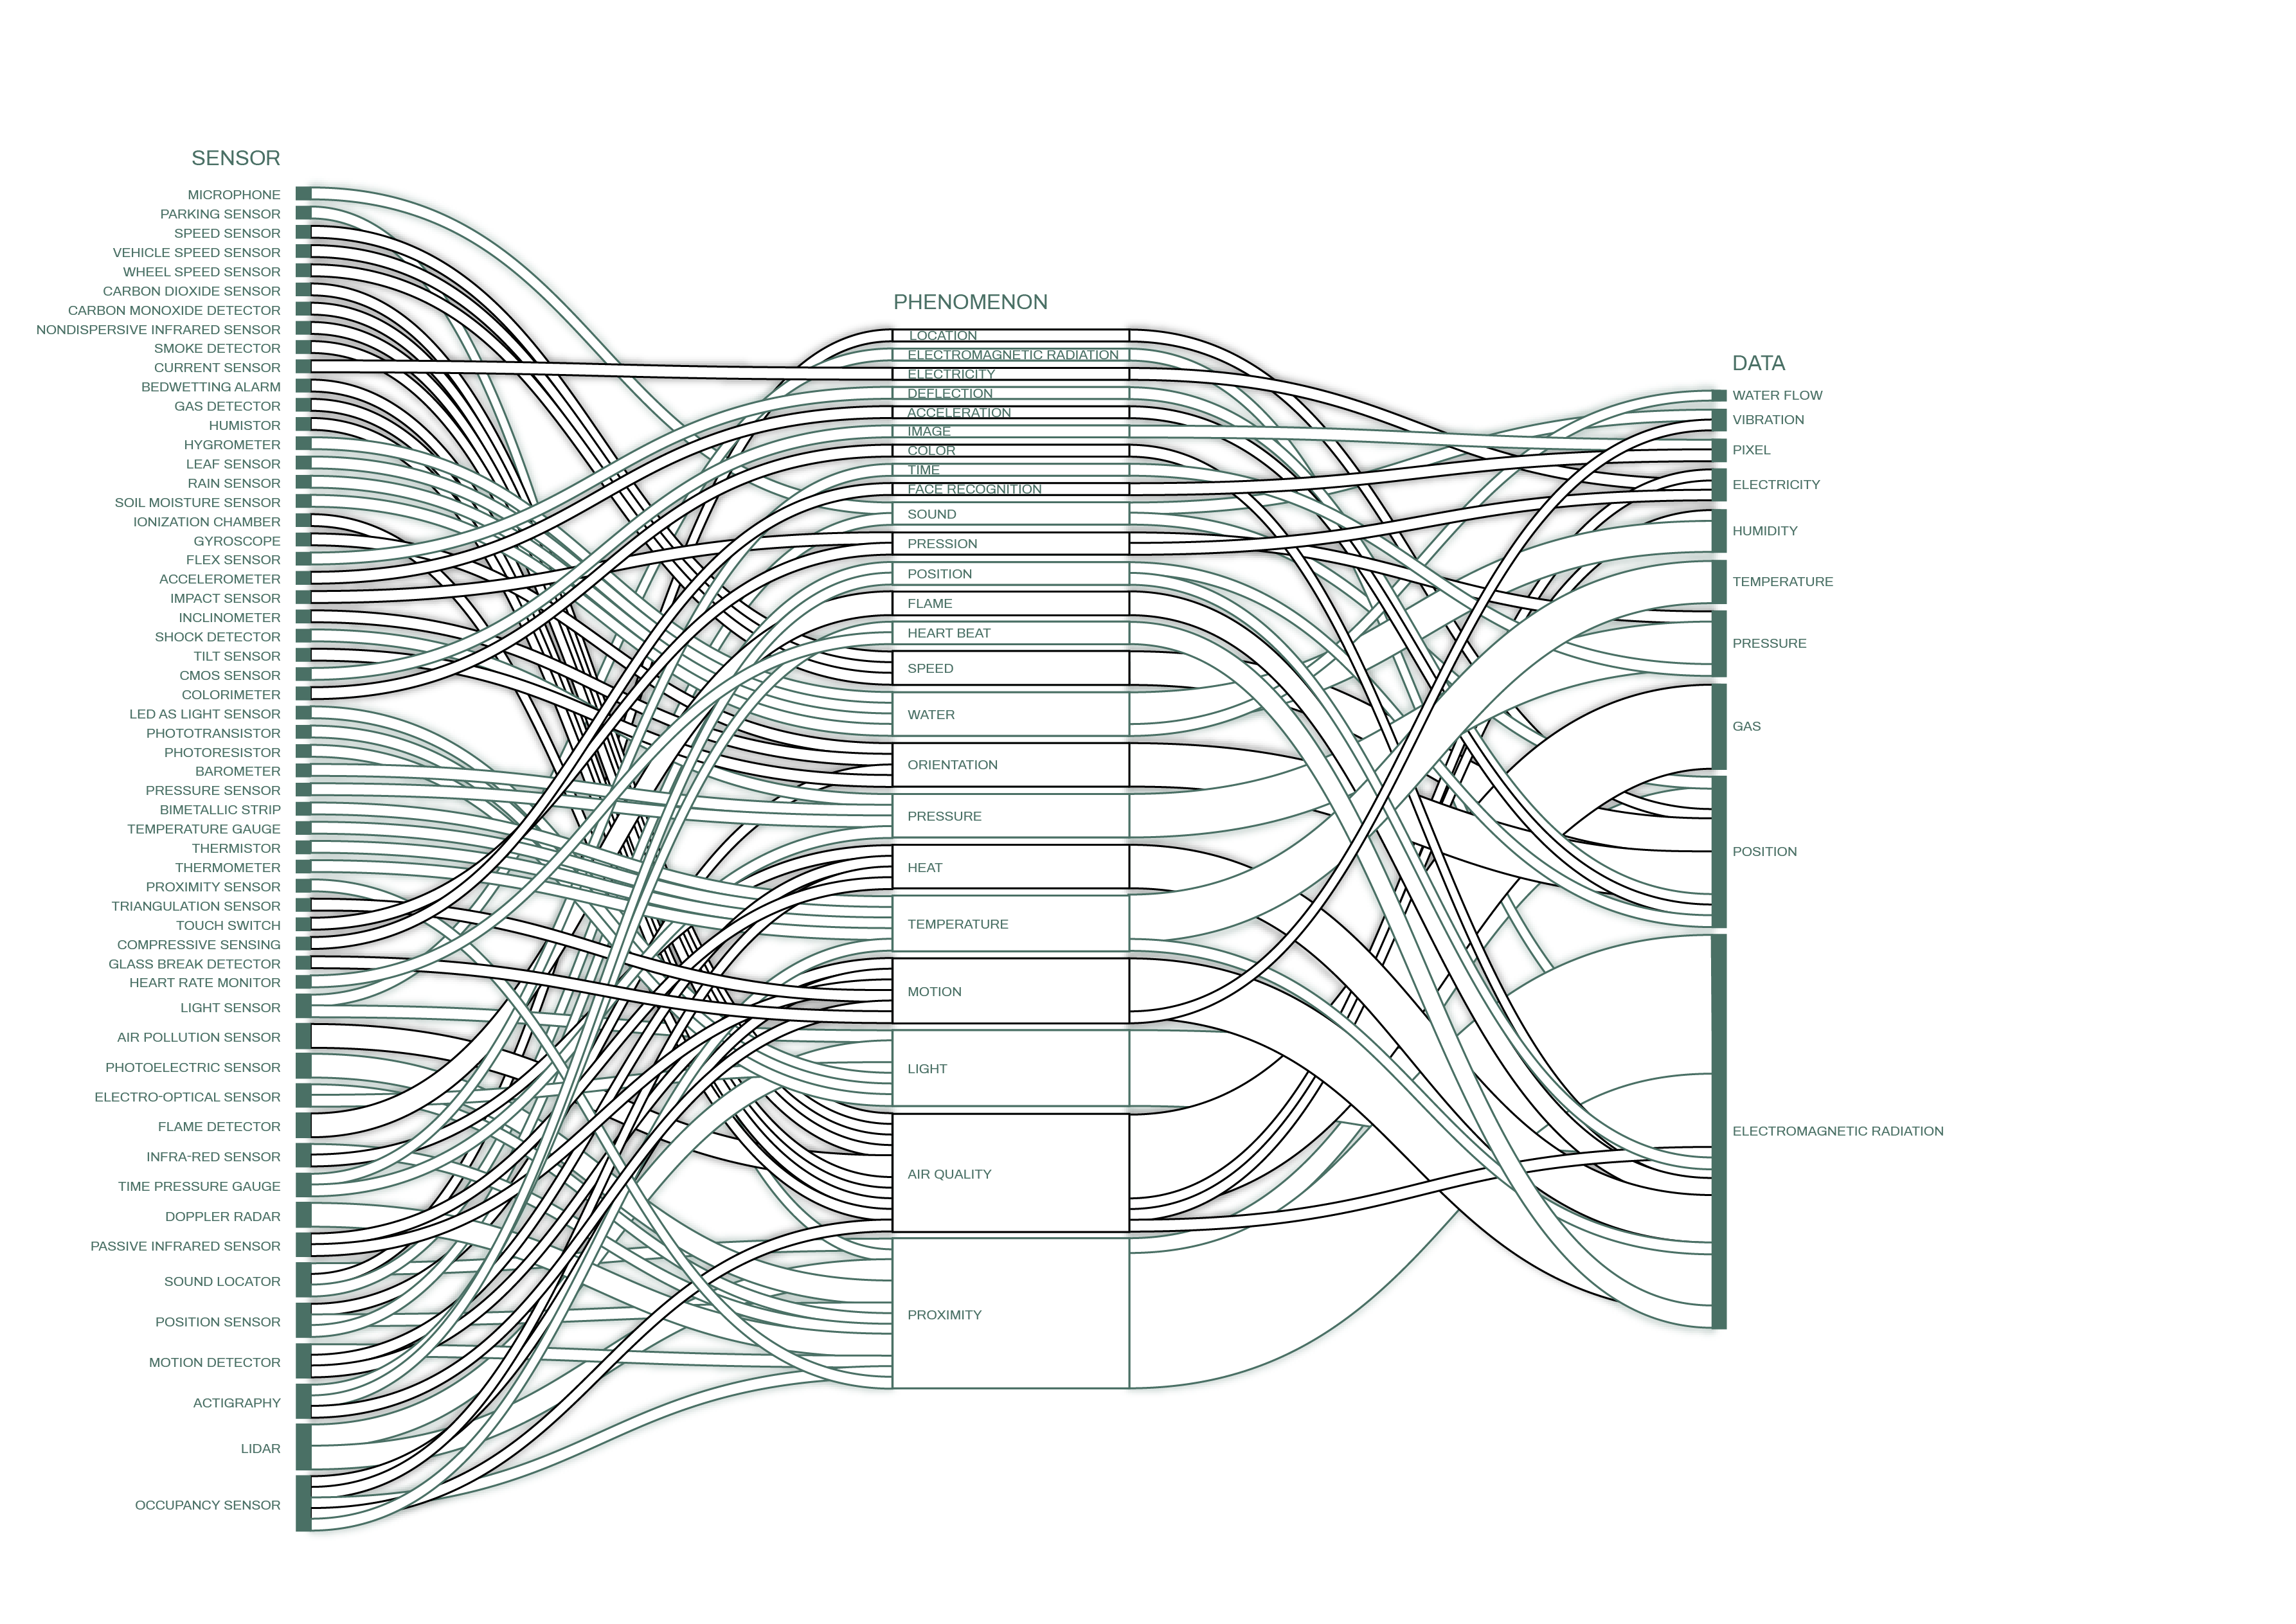 SENSOR
MICROPHONE
PARKING SENSOR
SPEED SENSOR
VEHICLE SPEED SENSOR
WHEEL SPEED SENSOR
CARBON DIOXIDE SENSOR
CARBON MONOXIDE DETECTOR
NONDISPERSIVE INFRARED SENSOR
SMOKE DETECTOR
CURRENT SENSOR
BEDWETTING ALARM
GAS DETECTOR
HUMISTOR
HYGROMETER
LEAF SENSOR
RAIN SENSOR
SOIL MOISTURE SENSOR
IONIZATION CHAMBER
GYROSCOPE
FLEX SENSOR
ACCELEROMETER
IMPACT SENSOR
INCLINOMETER
SHOCK DETECTOR
TILT SENSOR
CMOS SENSOR
COLORIMETER
LED AS LIGHT SENSOR
PHOTOTRANSISTOR
PHOTORESISTOR
BAROMETER
PRESSURE SENSOR
BIMETALLIC STRIP
TEMPERATURE GAUGE
THERMISTOR
THERMOMETER
PROXIMITY SENSOR
TRIANGULATION SENSOR
TOUCH SWITCH
COMPRESSIVE SENSING
GLASS BREAK DETECTOR
HEART RATE MONITOR
LIGHT SENSOR
AIR POLLUTION SENSOR
PHOTOELECTRIC SENSOR
ELECTRO-OPTICAL SENSOR
FLAME DETECTOR
INFRA-RED SENSOR
TIME PRESSURE GAUGE
DOPPLER RADAR
PASSIVE INFRARED SENSOR
SOUND LOCATOR
POSITION SENSOR
MOTION DETECTOR
ACTIGRAPHY
LIDAR
OCCUPANCY SENSOR
PHENOMENON
LOCATION
ELECTROMAGNETIC RADIATION
ELECTRICITY
DEFLECTION
ACCELERATION
IMAGE
COLOR
TIME
FACE RECOGNITION
SOUND
PRESSION
POSITION
FLAME
HEART BEAT
SPEED
WATER
ORIENTATION
PRESSURE
HEAT
TEMPERATURE
MOTION
LIGHT
AIR QUALITY
PROXIMITY
DATA
WATER FLOW
VIBRATION
PIXEL
ELECTRICITY
HUMIDITY
TEMPERATURE
PRESSURE
GAS
POSITION
ELECTROMAGNETIC RADIATION